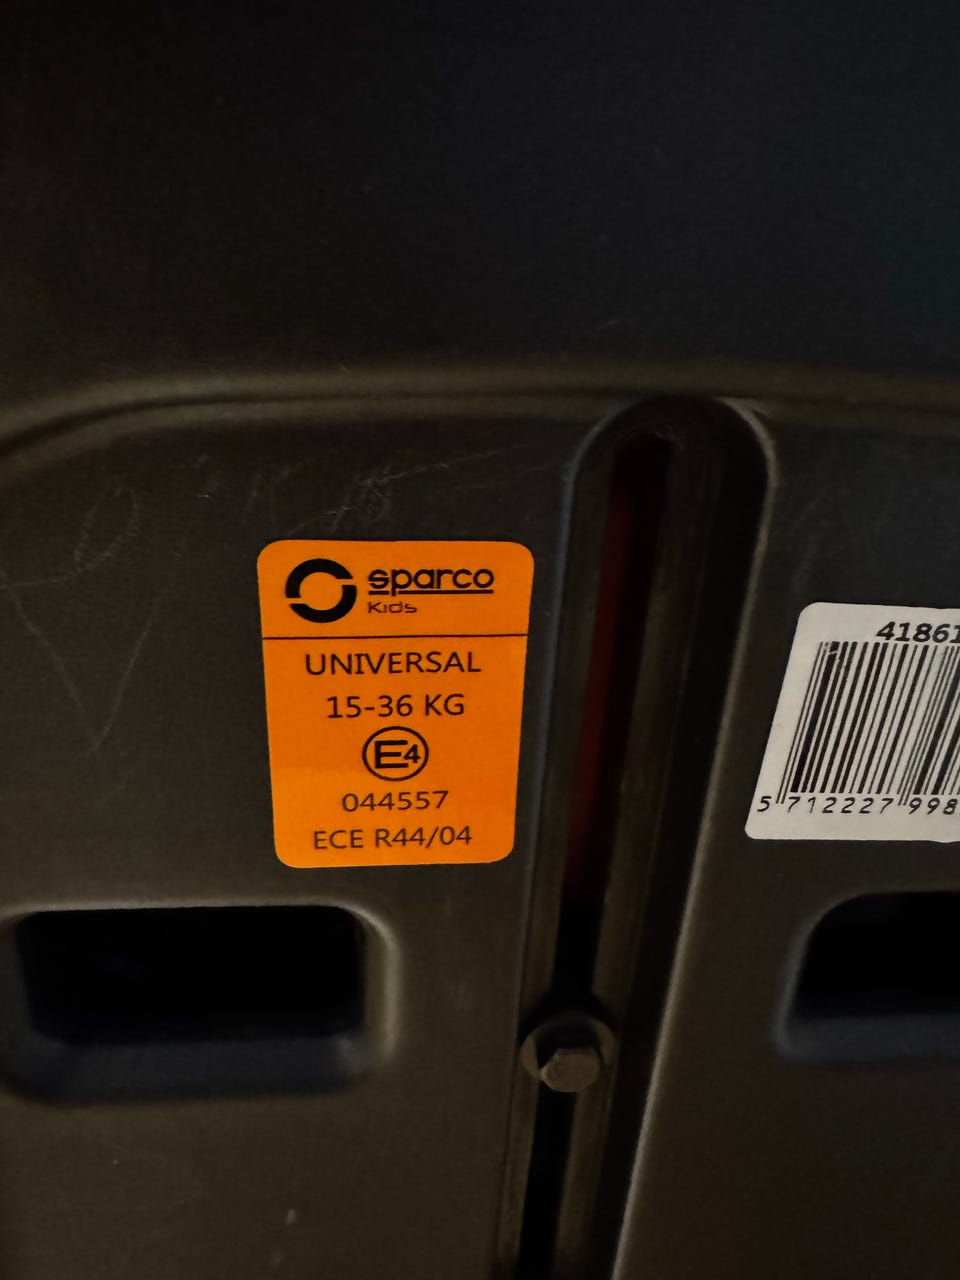 sparco
Kids
UNIVERSAL
15-36 KG
E4
044557
ECE R44/04
41861
5 712227 998